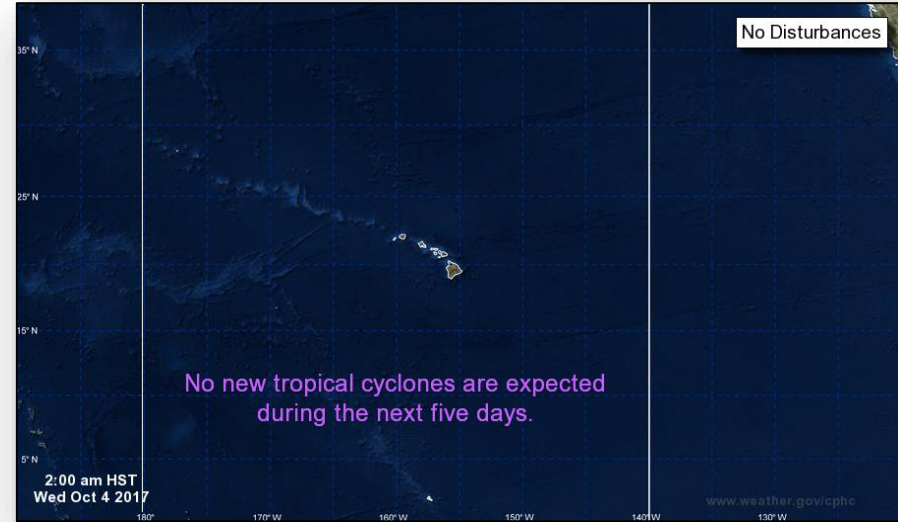 No Disturbances
35° N
25° N
15° N
No new tropical cyclones are expected
during the next five days.
5° N
2:00 am HST
Wed Oct 4 2017
www.weather.gov/cphc
180° 170° W 160° W 150° W 140° W 130° W